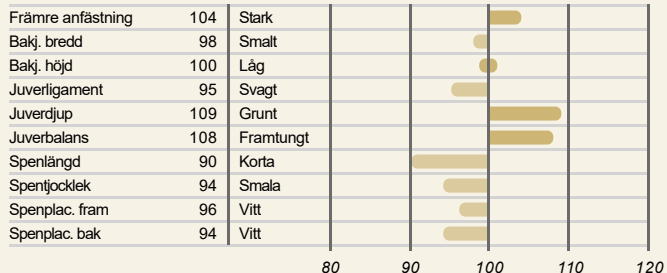 Främre anfästning 104 Stark
Bakj. bredd 98 Smalt
Bakj. höjd 100 Låg
Juverligament 95 Svagt
Juverdjup 109 Grunt
Juverbalans 108 Framtungt
Spenlängd 90 Korta
Spentjocklek 94 Smala
Spenplac. fram 96 Vitt
Spenplac. bak 94 Vitt
80 90 100 110 120